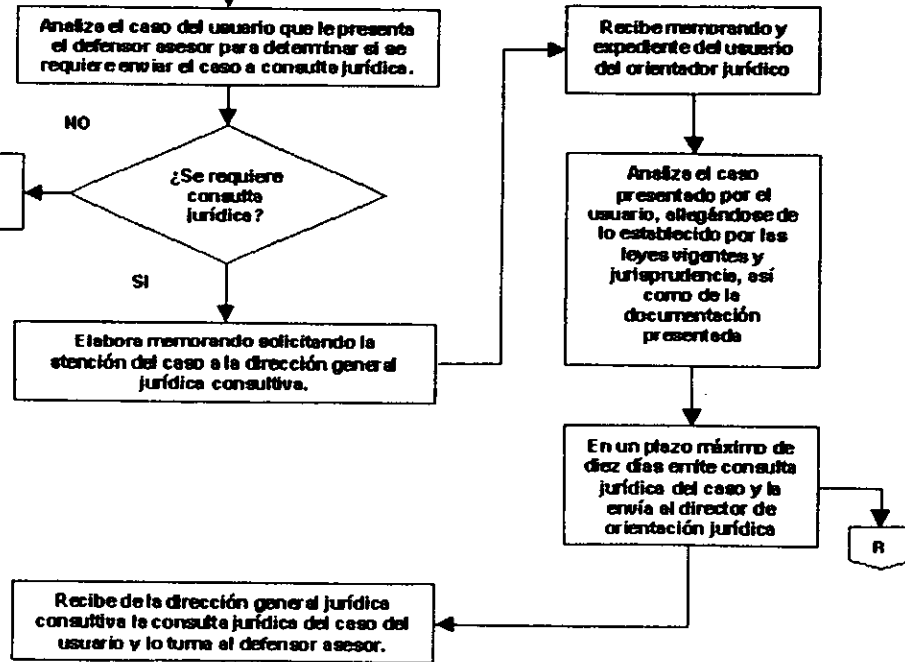 Analiza el caso del usuario que le presenta
el defensor asesor para determinar si se
requiere enviar el caso a consulta jurídica.
NO
¿Se requiere
consulta
jurídica?
SI
Elabora memorando solicitando la
atención del caso a la dirección general
jurídica consultiva.
Recibe memorando y
expediente del usuario
del orientador jurídico
Analiza el caso
presentado por el
usuario, allegándose de
lo establecido por las
leyes vigentes y
jurisprudencia, así
como de la
documentación
presentada
En un plazo máximo de
diez días emite consulta
jurídica del caso y la
envía al director de
orientación jurídica
R
Recibe de la dirección general jurídica
consultiva la consulta jurídica del caso del
usuario y lo turna al defensor asesor.